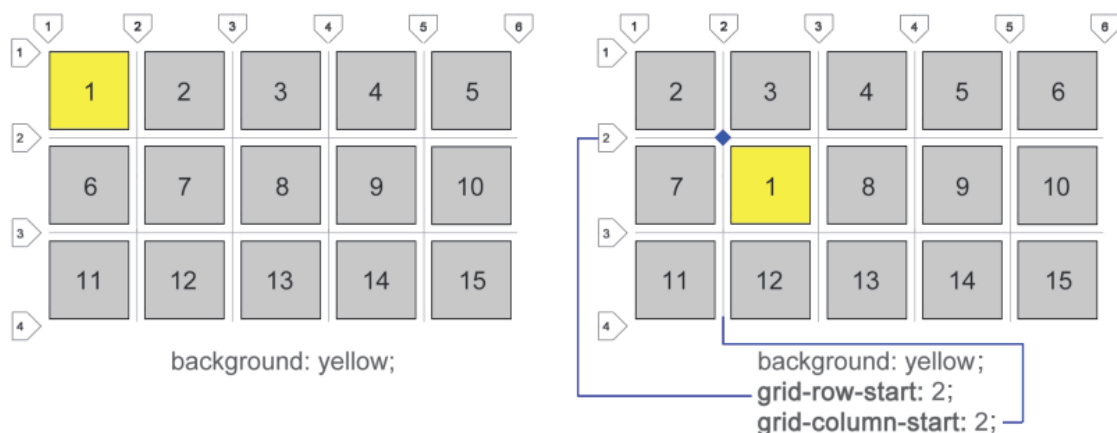 1 2 3 4 5 6
1
1 2 3 4 5
2
6 7 8 9 10
3
11 12 13 14 15
4
background: yellow;
1 2 3 4 5 6
1
2 3 4 5 6
2
7 1 8 9 10
3
11 12 13 14 15
4
background: yellow;
grid-row-start: 2;
grid-column-start: 2;